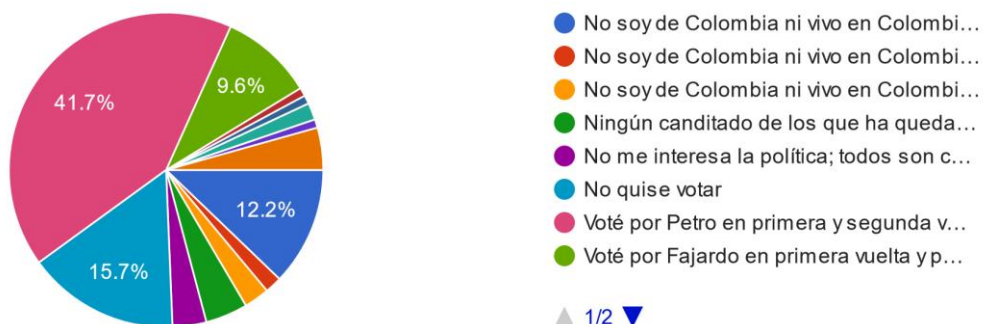 No soy de Colombia ni vivo en Colombi...
No soy de Colombia ni vivo en Colombi...
No soy de Colombia ni vivo en Colombi...
Ningún canditado de los que ha queda...
No me interesa la política; todos son c...
No quise votar
Voté por Petro en primera y segunda v...
Voté por Fajardo en primera vuelta y p...
1/2
41.7%
9.6%
12.2%
15.7%